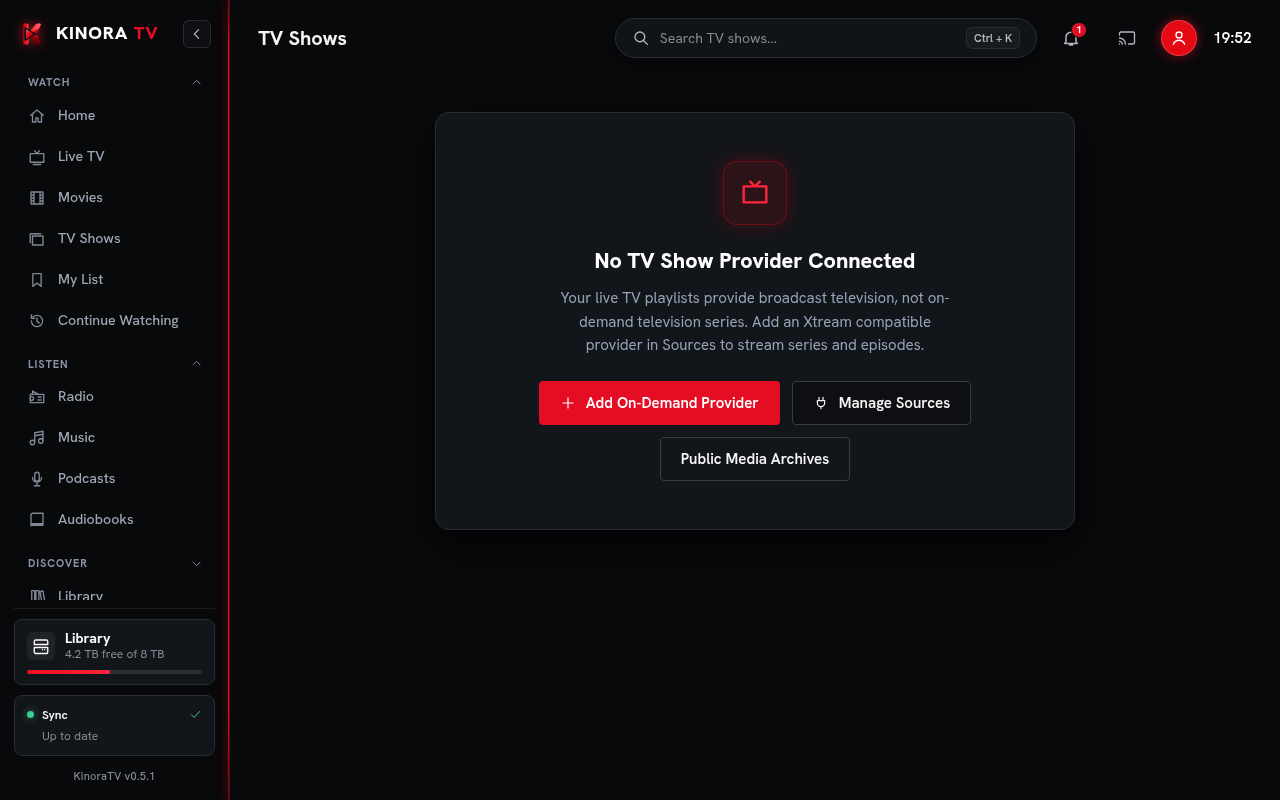 KINORA TV
WATCH
Home
Live TV
Movies
TV Shows
My List
Continue Watching
LISTEN
Radio
Music
Podcasts
Audiobooks
DISCOVER
Library
Library
4.2 TB free of 8 TB
Sync
Up to date
KinoraTV v0.5.1
TV Shows
Search TV shows...
Ctrl + K
1
19:52
No TV Show Provider Connected
Your live TV playlists provide broadcast television, not on-
demand television series. Add an Xtream compatible
provider in Sources to stream series and episodes.
Add On-Demand Provider
Manage Sources
Public Media Archives